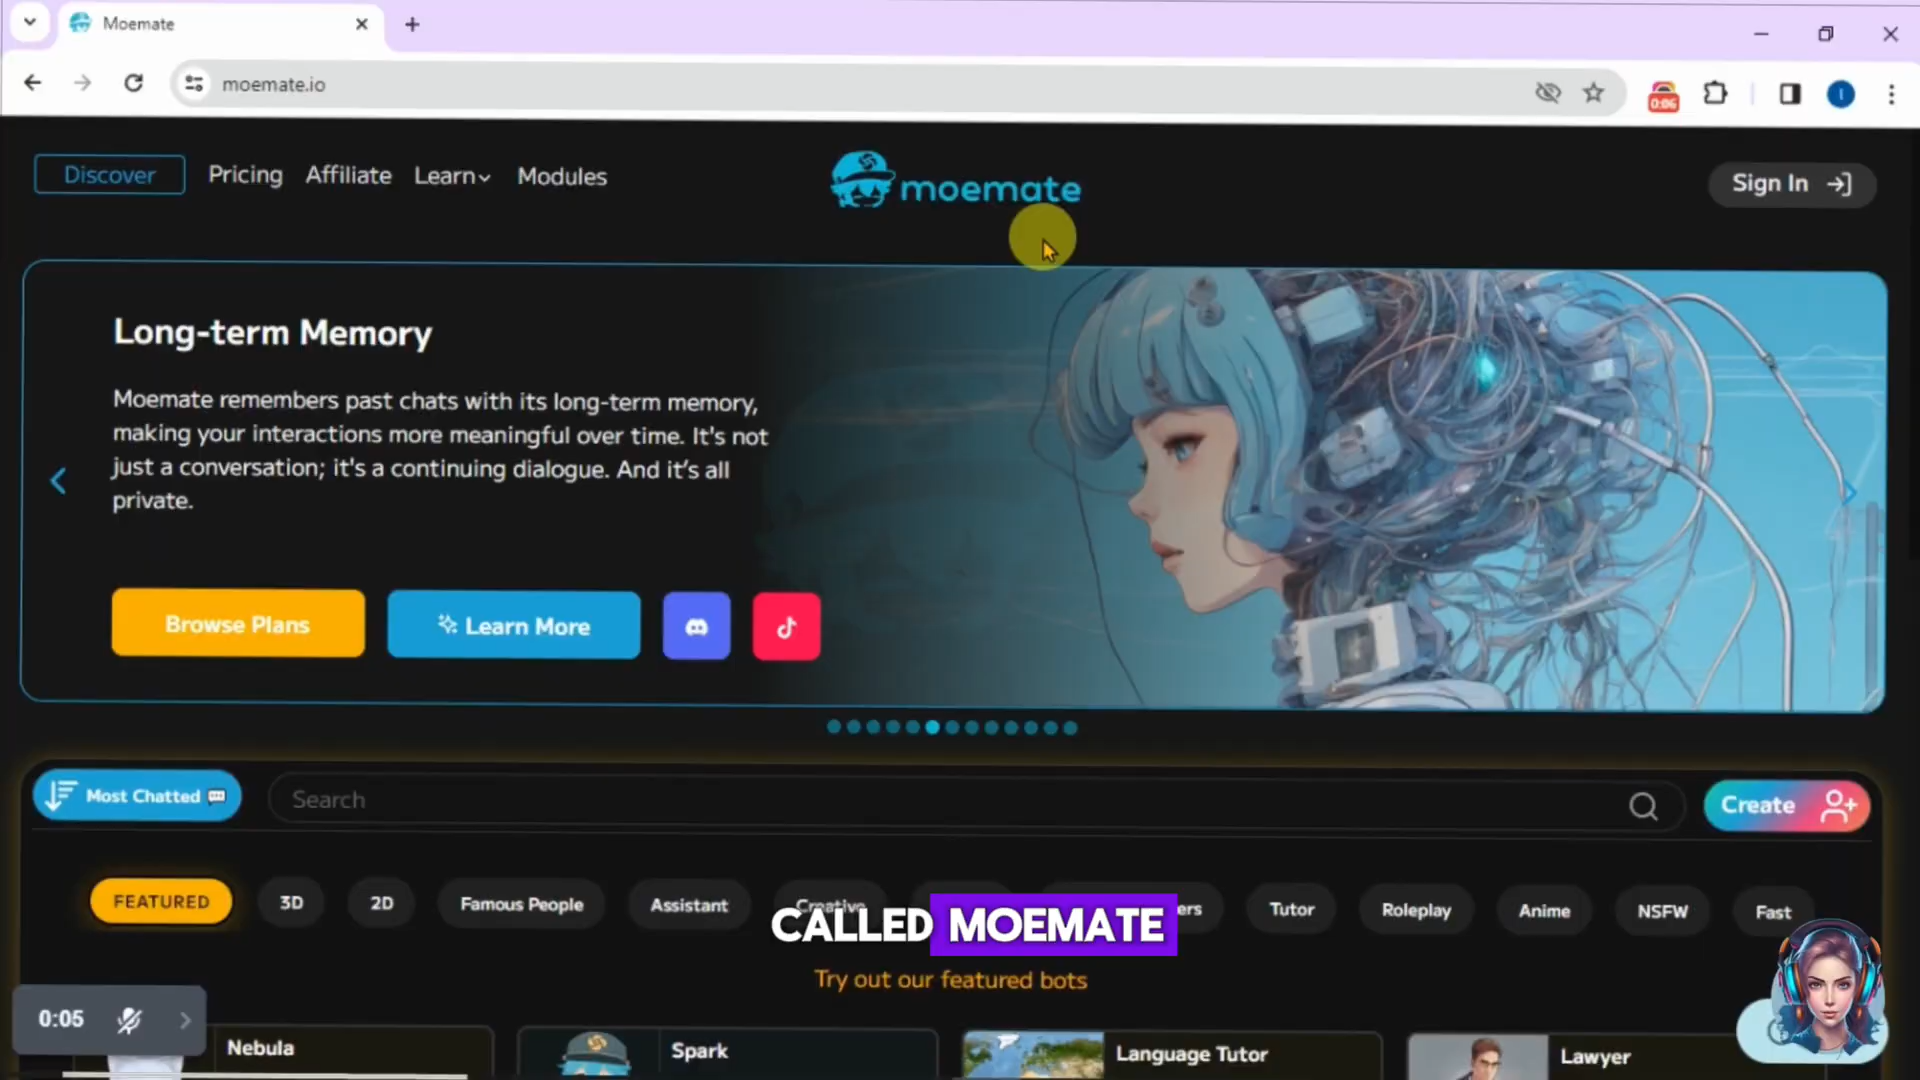 Moemate
moemate.io
0:06
Discover
Pricing
Affiliate
Learn
Modules
moemate
Sign In
Long-term Memory
Moemate remembers past chats with its long-term memory,
making your interactions more meaningful over time. It's not
just a conversation; it's a continuing dialogue. And it’s all
private.
Browse Plans
Learn More
Most Chatted
Search
Create
FEATURED
3D
2D
Famous People
Assistant
Creative
Tutor
Roleplay
Anime
NSFW
Fast
CALLED MOEMATE
Try out our featured bots
0:05
Nebula
Spark
Language Tutor
Lawyer